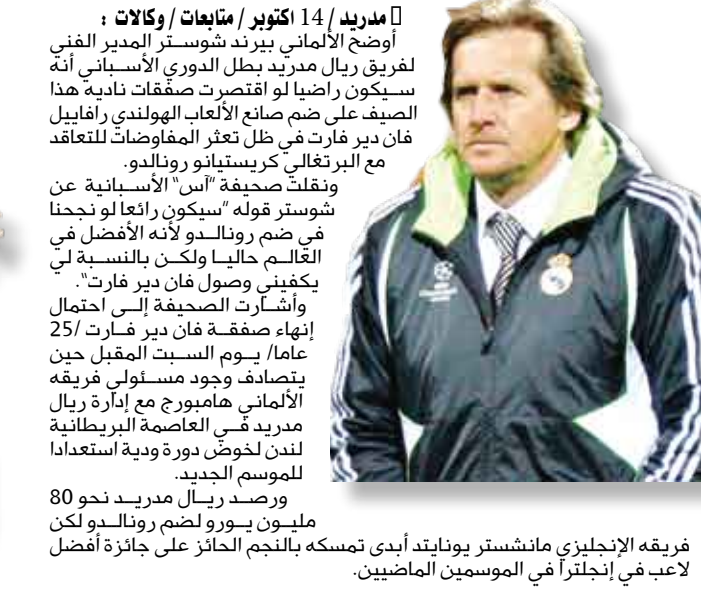 مدريد / 14 اكتوبر / متابعات / وكالات :
أوضح الألماني بيرند شوستر المدير الفني
لفريق ريال مدريد بطل الدوري الأسباني أنه
سيكون راضيا لو اقتصرت صفقات ناديه هذا
الصيف على ضم صانع الألعاب الهولندي رافاييل
فان دير فارت في ظل تعثر المفاوضات للتعاقد
مع البرتغالي كريستيانو رونالدو.
ونقلت صحيفة "آس" الأسبانية عن
شوستر قوله "سيكون رائعا لو نجحنا
في ضم رونالدو لأنه الأفضل في
العالم حاليا ولكن بالنسبة لي
يكفيني وصول فان دير فارت".
وأشارت الصحيفة إلى احتمال
إنهاء صفقة فان دير فارت /25
عاما/ يوم السبت المقبل حين
يتصادف وجود مسئولي فريقه
الألماني هامبورج مع إدارة ريال
مدريد في العاصمة البريطانية
لندن لخوض دورة ودية استعدادا
للموسم الجديد.
ورصد ريال مدريد نحو 80
مليون يورو لضم رونالدو لكن
فريقه الإنجليزي مانشستر يونايتد أبدى تمسكه بالنجم الحائز على جائزة أفضل
لاعب في إنجلترا في الموسمين الماضيين.